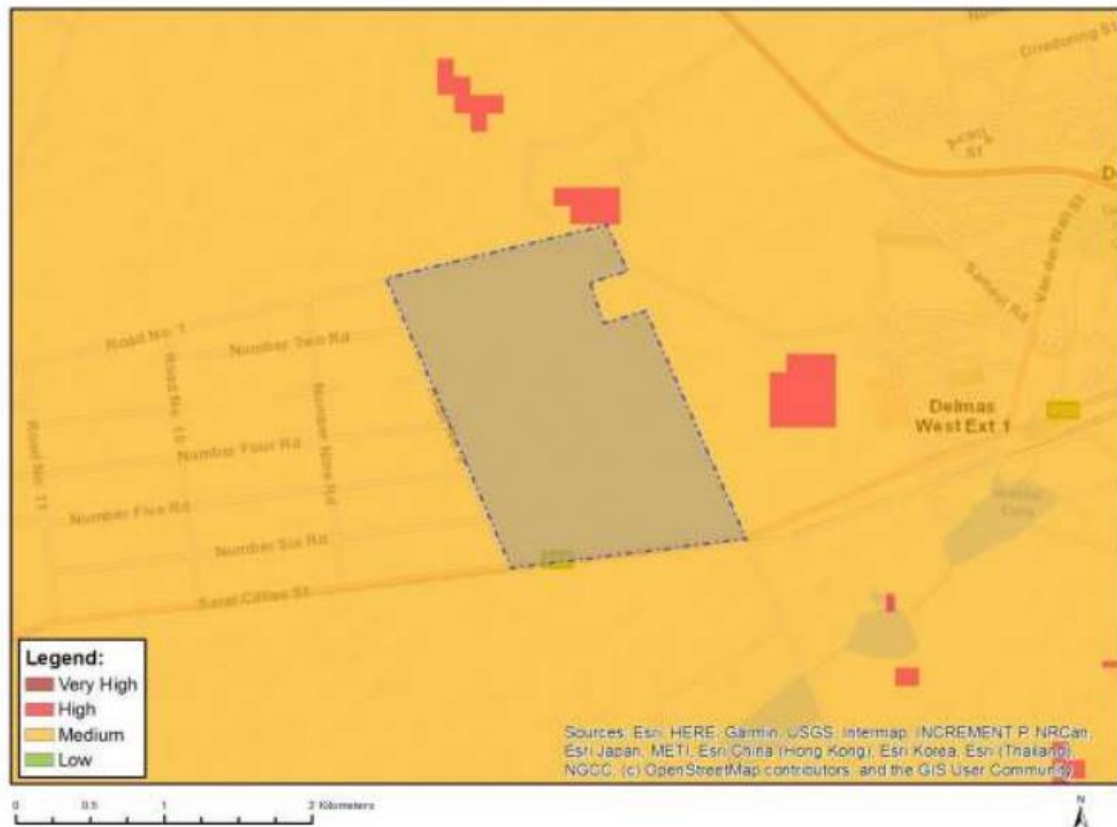 Drieduring St
Samuel Rd
Van der Walt St
Road No. 1
Number Two Rd
Road No. 10
Number Nine Rd
Delmas
West Ext 1
Road No. 11
Number Four Rd
Number Five Rd
Number Six Rd
Sarel Cilliers St
Legend:
Very High
High
Medium
Low
Sources: Esri, HERE, Garmin, USGS, Intermap, INCREMENT P, NRCan,
Esri Japan, METI, Esri China (Hong Kong), Esri Korea, Esri (Thailand),
NGCC, (c) OpenStreetMap contributors, and the GIS User Community
0 0.5 1 2 Kilometers
N